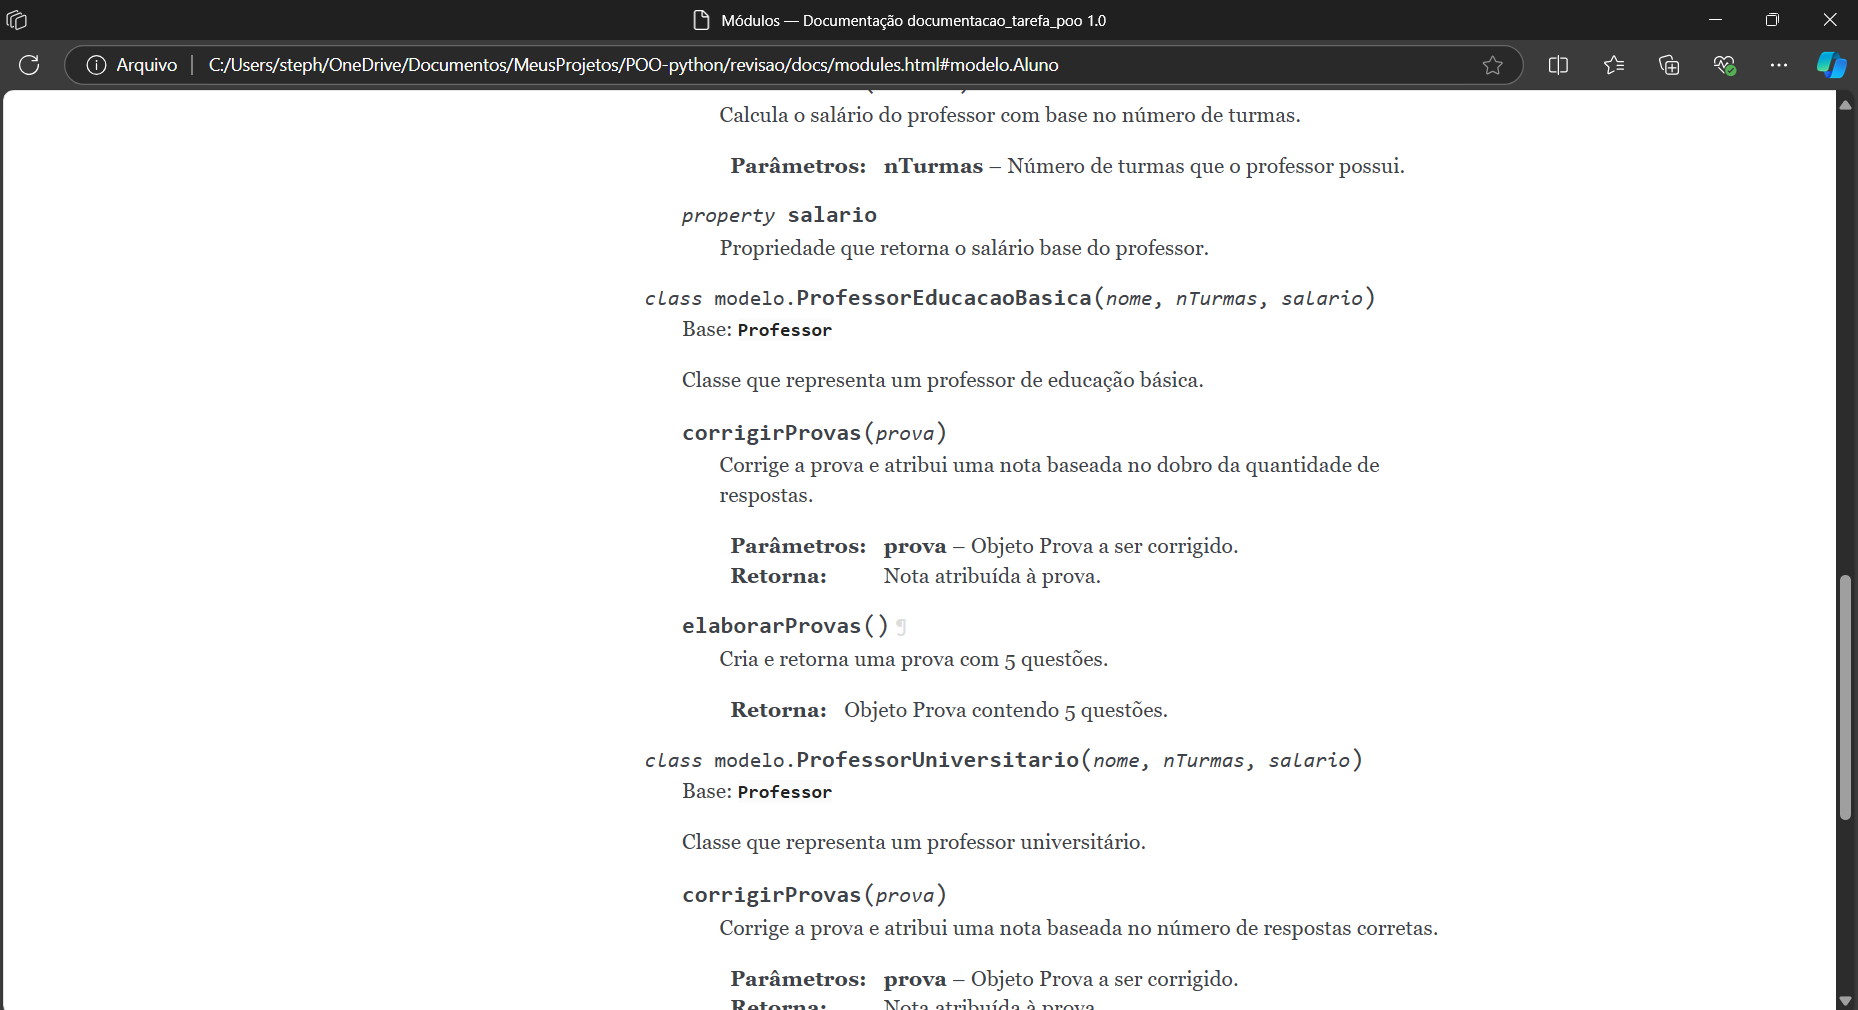 Módulos — Documentação documentacao_tarefa_poo 1.0
Arquivo | C:/Users/steph/OneDrive/Documentos/MeusProjetos/POO-python/revisao/docs/modules.html#modelo.Aluno
Calcula o salário do professor com base no número de turmas.
Parâmetros: nTurmas – Número de turmas que o professor possui.
property salario
Propriedade que retorna o salário base do professor.
class modelo.ProfessorEducacaoBasica(nome, nTurmas, salario)
Base: Professor
Classe que representa um professor de educação básica.
corrigirProvas(prova)
Corrige a prova e atribui uma nota baseada no dobro da quantidade de
respostas.
Parâmetros: prova – Objeto Prova a ser corrigido.
Retorna: Nota atribuída à prova.
elaborarProvas()¶
Cria e retorna uma prova com 5 questões.
Retorna: Objeto Prova contendo 5 questões.
class modelo.ProfessorUniversitario(nome, nTurmas, salario)
Base: Professor
Classe que representa um professor universitário.
corrigirProvas(prova)
Corrige a prova e atribui uma nota baseada no número de respostas corretas.
Parâmetros: prova – Objeto Prova a ser corrigido.
Retorna: Nota atribuída à prova.